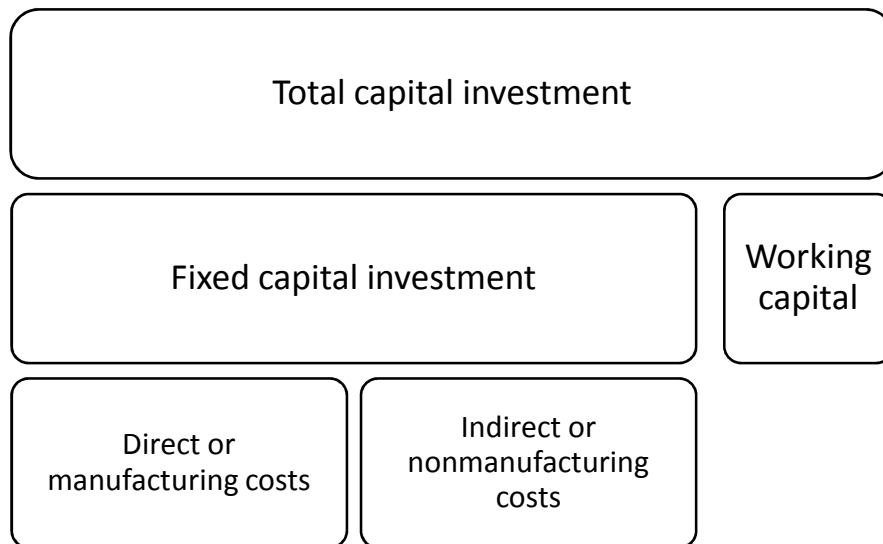 Total capital investment
Fixed capital investment
Working
capital
Direct or
manufacturing costs
Indirect or
nonmanufacturing
costs